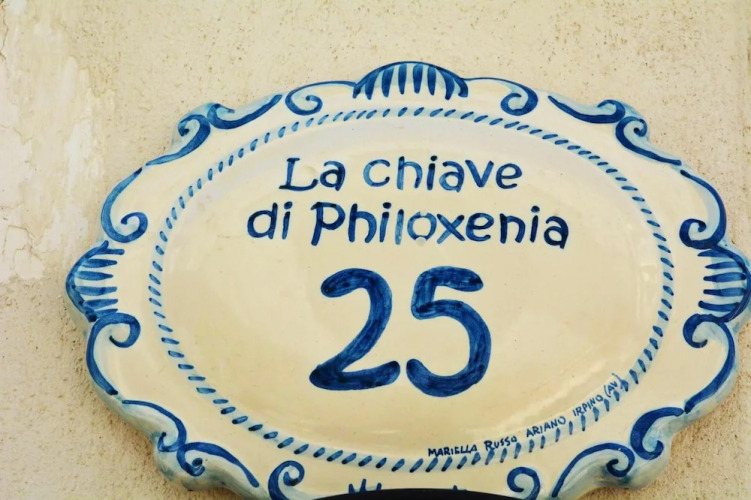 La chiave
di Philoxenia
25
MARIELLA RUSSO ARIANO IRPINO (AV)